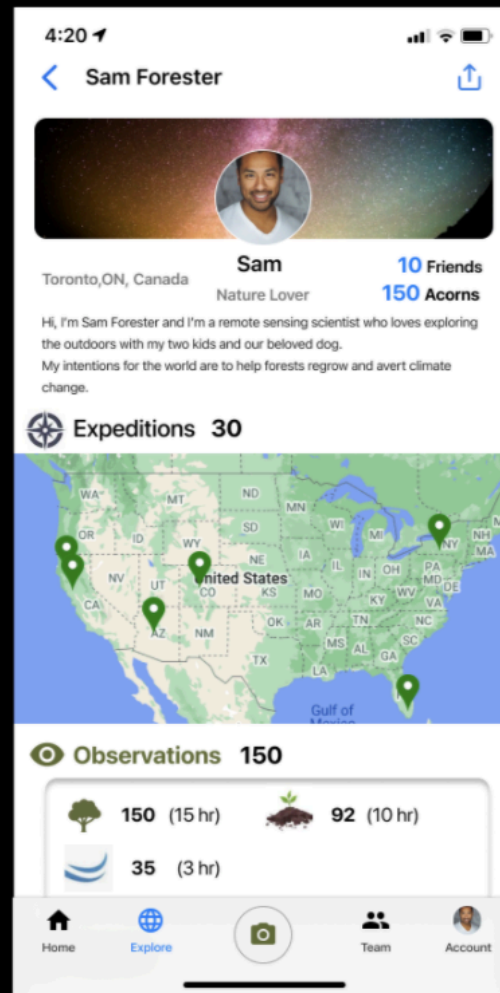 4:20
Sam Forester
Sam
Toronto,ON, Canada
Nature Lover
10 Friends
150 Acorns
Hi, I'm Sam Forester and I'm a remote sensing scientist who loves exploring
the outdoors with my two kids and our beloved dog.
My intentions for the world are to help forests regrow and avert climate
change.
Expeditions 30
WA
MT
ND
MN
OR
ID
SD
WI
MI
NY
NH
MA
WY
NE
IA
IL
IN
OH
PA
MD
DE
NV
UT
CO
United States
KS
MO
KY
WV
VA
CA
AZ
NM
OK
AR
TN
NC
SC
MS
AL
GA
TX
LA
Gulf of
Mexico
Observations 150
150 (15 hr)
92 (10 hr)
35 (3 hr)
Home
Explore
Team
Account